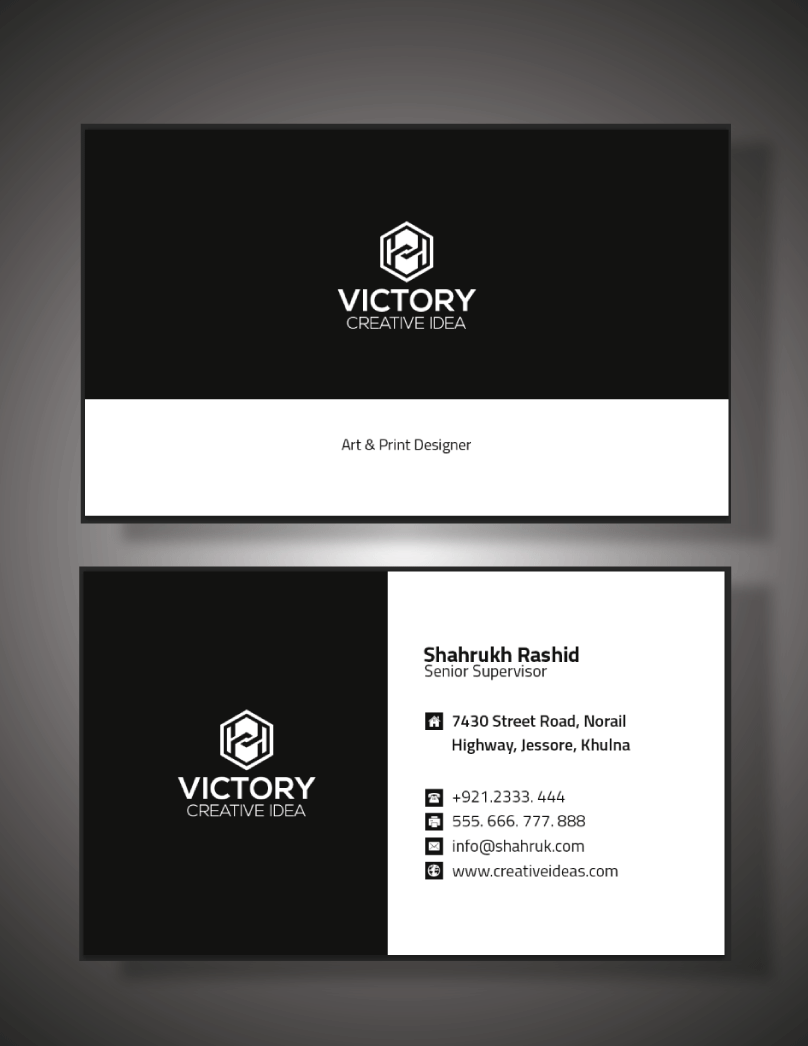 VICTORY
CREATIVE IDEA
Art & Print Designer
VICTORY
CREATIVE IDEA
Shahrukh Rashid
Senior Supervisor
7430 Street Road, Norail
Highway, Jessore, Khulna
+921.2333. 444
555. 666. 777. 888
info@shahruk.com
www.creativeideas.com